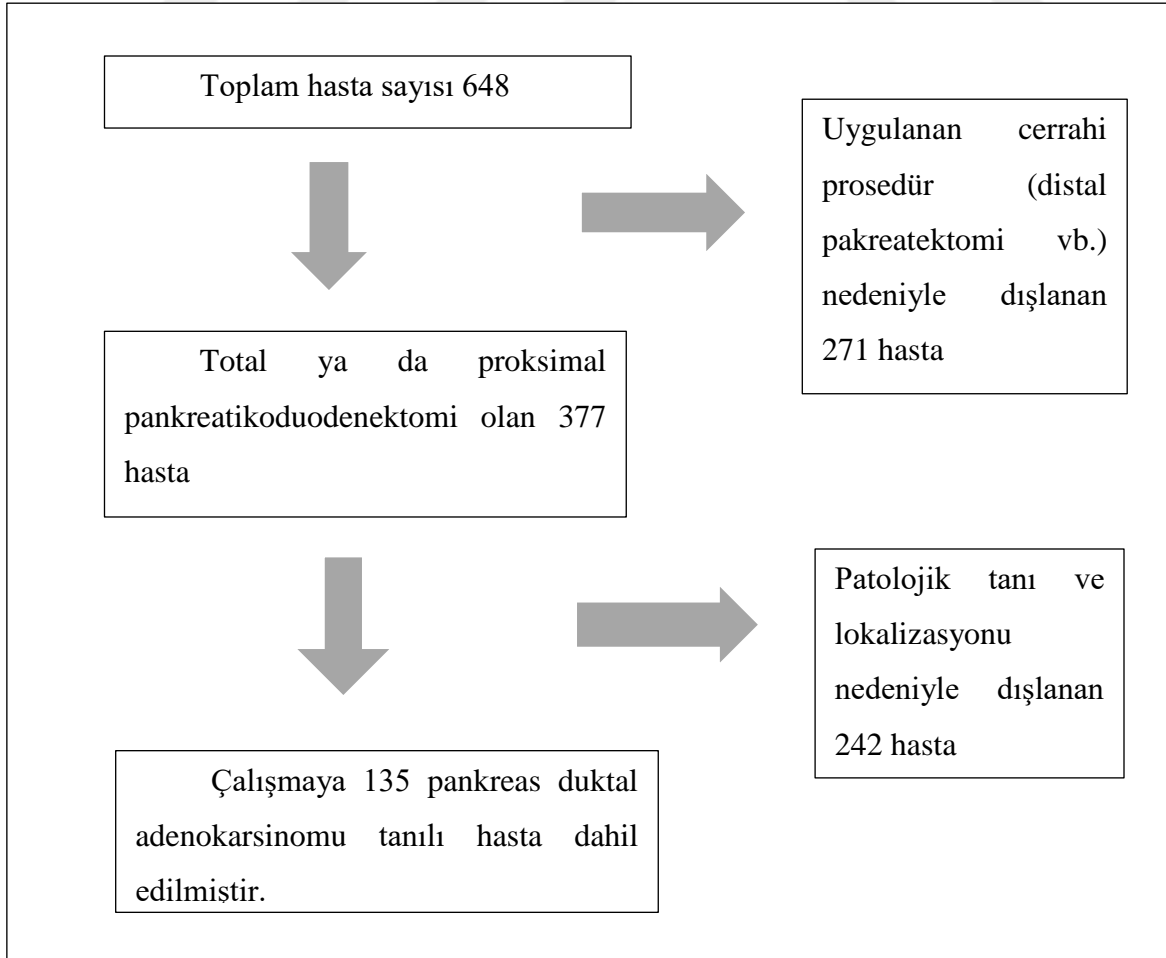 Toplam hasta sayısı 648
Uygulanan cerrahi
prosedür (distal
pakreatektomi vb.)
nedeniyle dışlanan
271 hasta
Total ya da proksimal
pankreatikoduodenektomi olan 377
hasta
Patolojik tanı ve
lokalizasyonu
nedeniyle dışlanan
242 hasta
Çalışmaya 135 pankreas duktal
adenokarsinomu tanılı hasta dahil
edilmiştir.